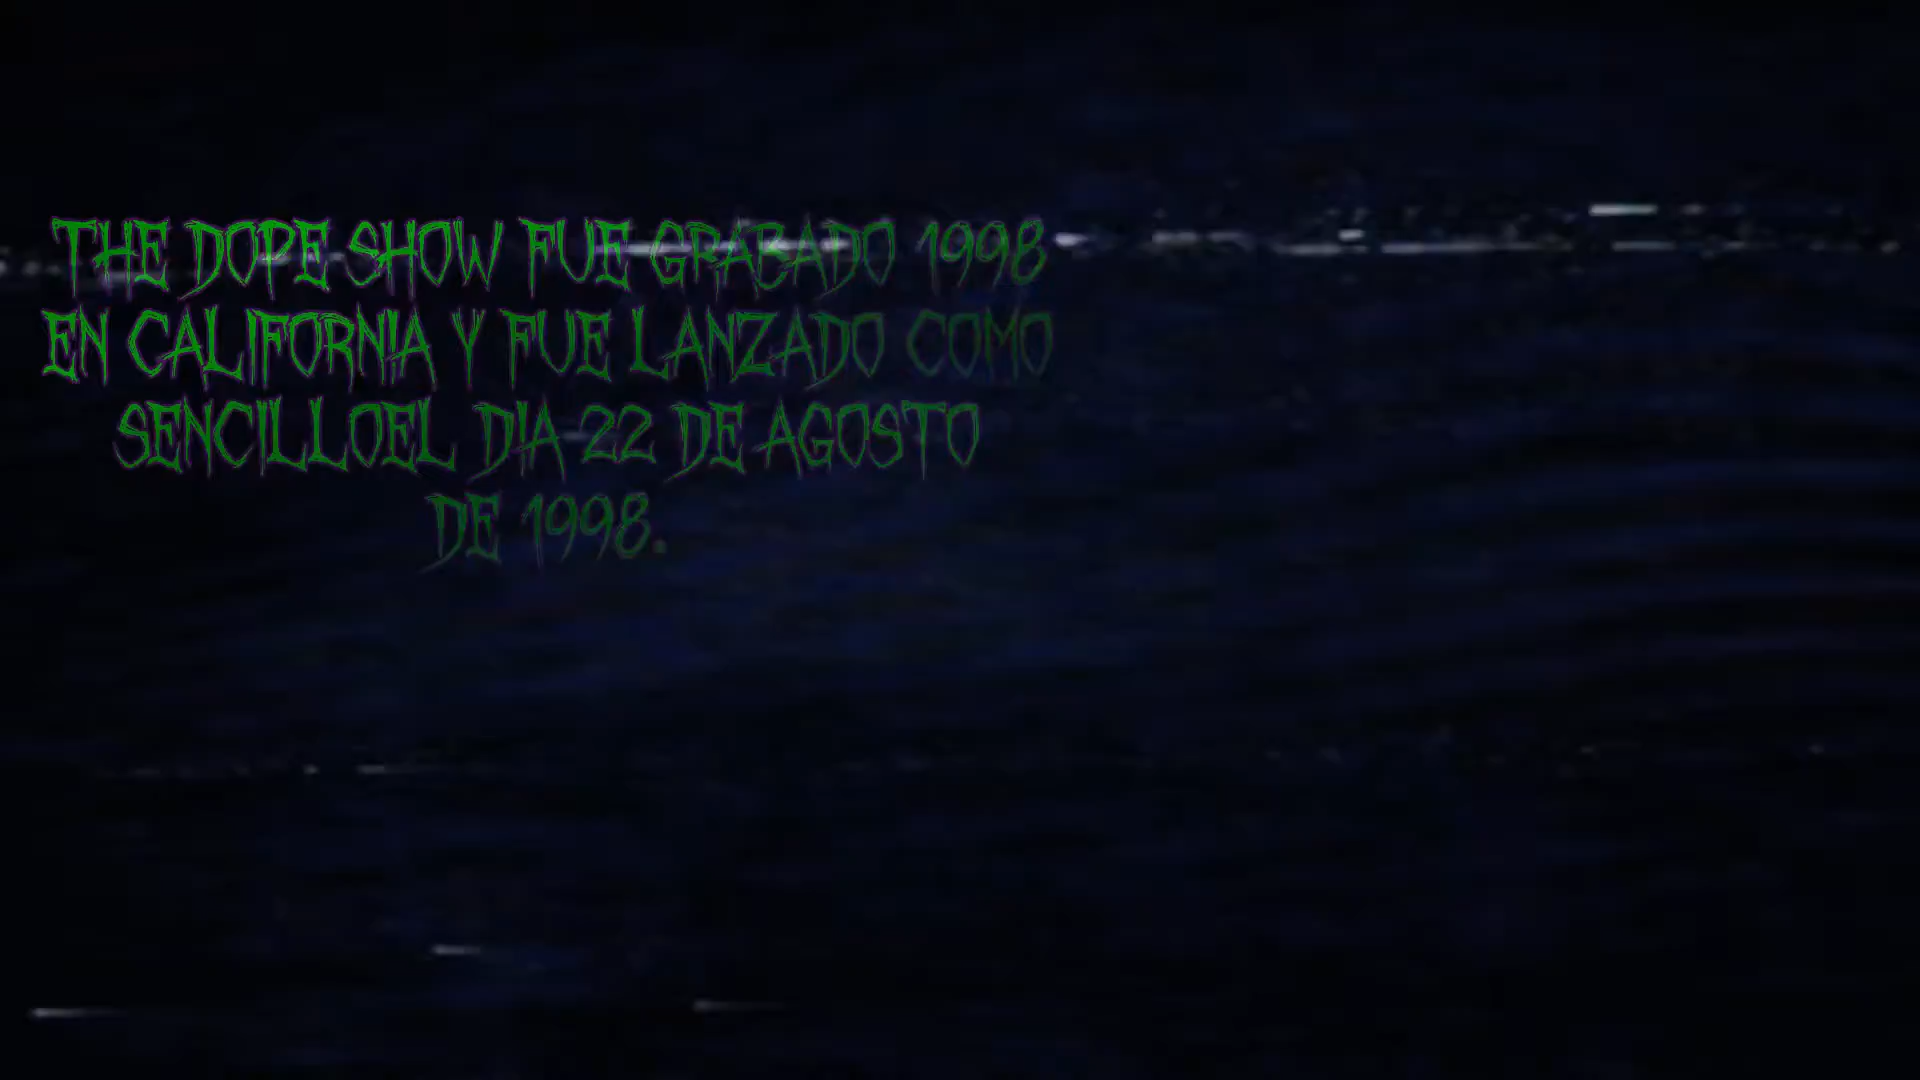 THE DOPE SHOW FUE GRABADO 1998
EN CALIFORNIA Y FUE LANZADO COMO
SENCILLOEL DIA 22 DE AGOSTO
DE 1998.